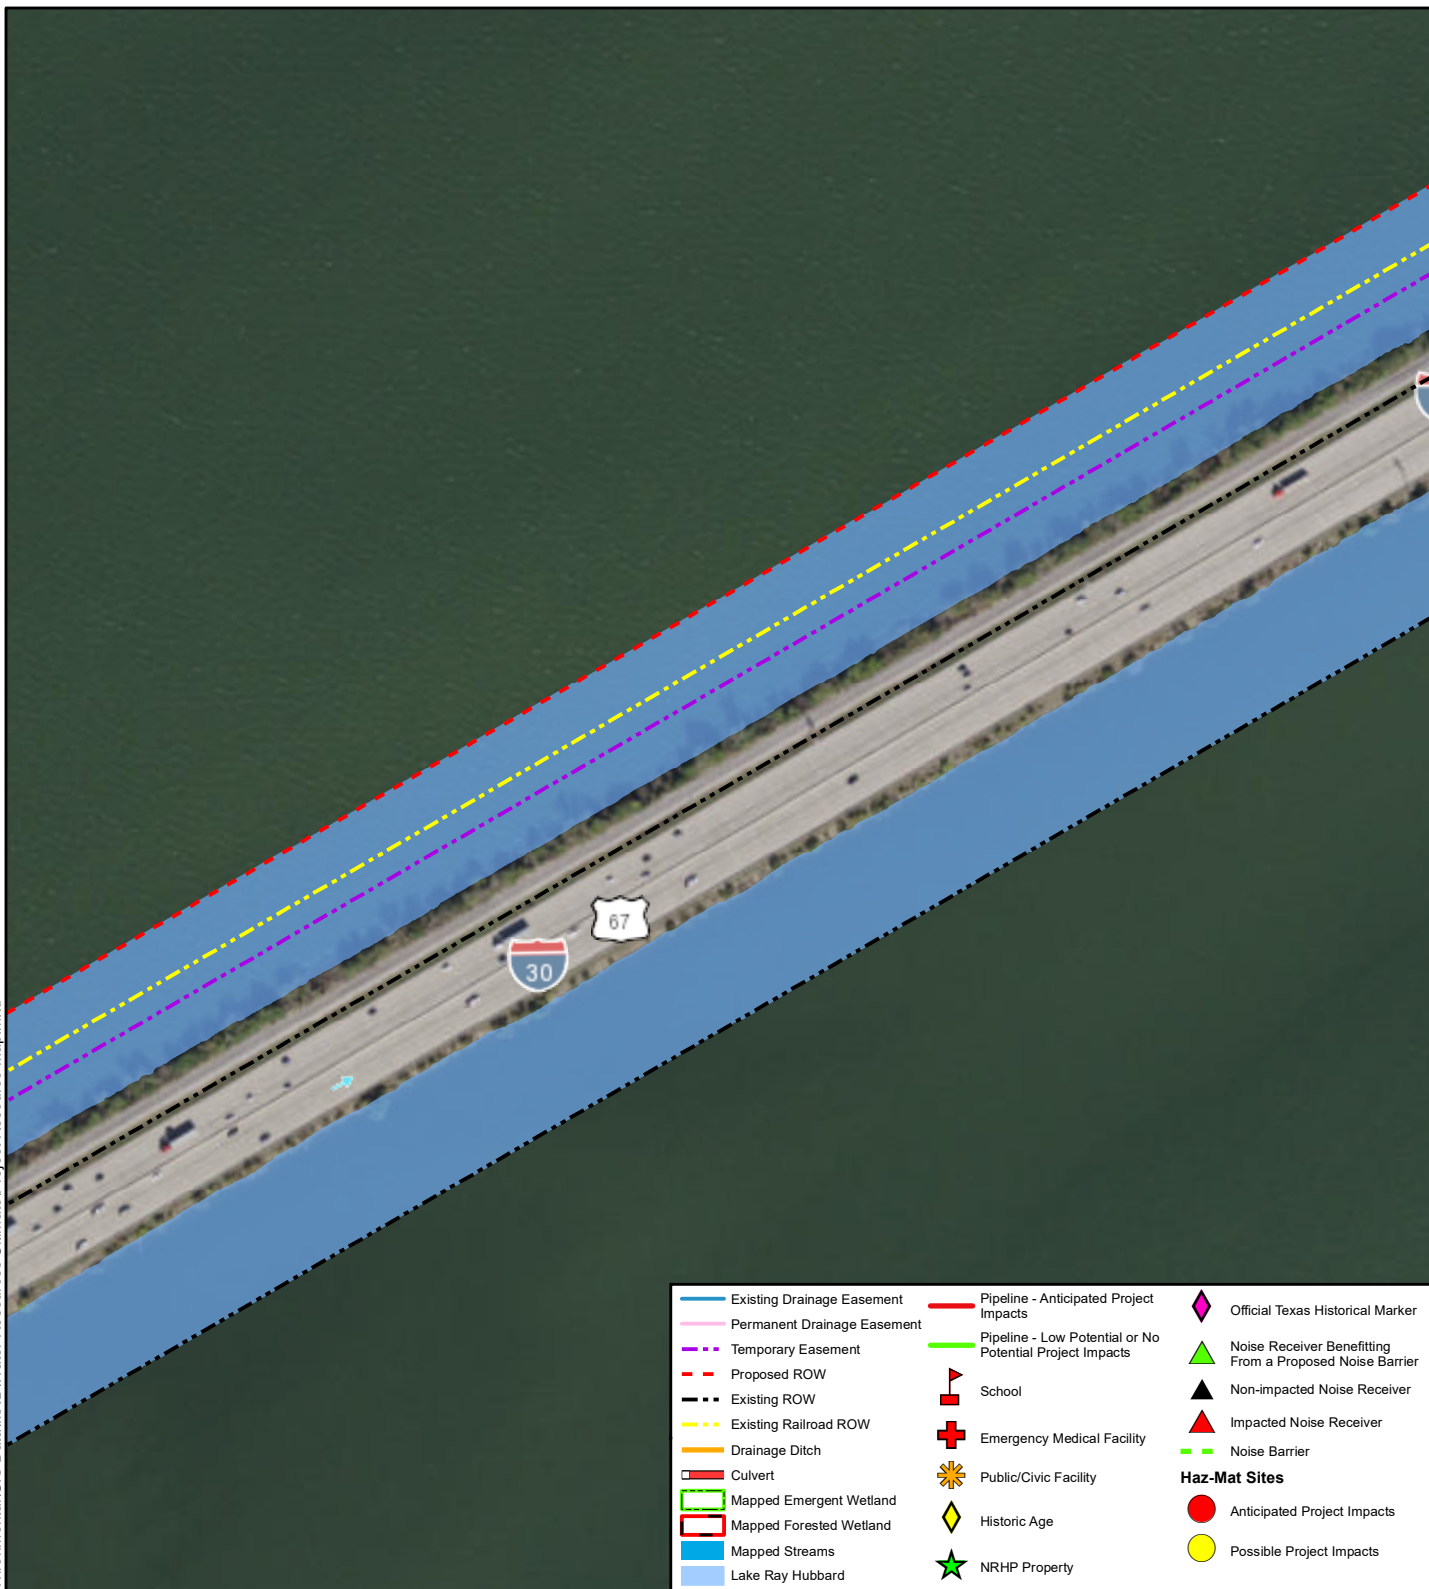 67
30
Existing Drainage Easement
Permanent Drainage Easement
Temporary Easement
Proposed ROW
Existing ROW
Existing Railroad ROW
Drainage Ditch
Culvert
Mapped Emergent Wetland
Mapped Forested Wetland
Mapped Streams
Lake Ray Hubbard
Pipeline - Anticipated Project
Impacts
Pipeline - Low Potential or No
Potential Project Impacts
School
Emergency Medical Facility
Public/Civic Facility
Historic Age
NRHP Property
Official Texas Historical Marker
Noise Receiver Benefitting
From a Proposed Noise Barrier
Non-impacted Noise Receiver
Impacted Noise Receiver
Noise Barrier
Haz-Mat Sites
Anticipated Project Impacts
Possible Project Impacts